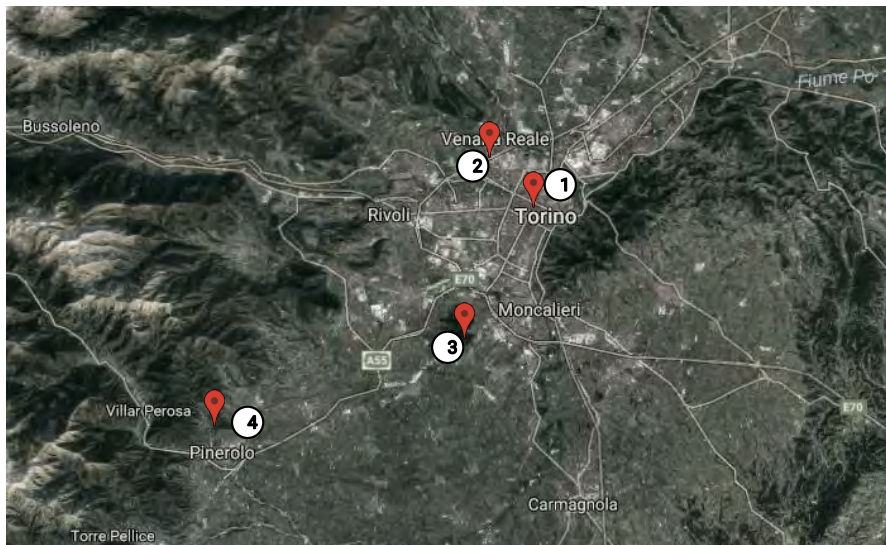 Fiume Po
Bussoleno
Reale
2
1
Rivoli
Torino
E70
Moncalieri
3
A55
E70
Villar Perosa
4
Pinerolo
Carmagnola
Torre Pellice